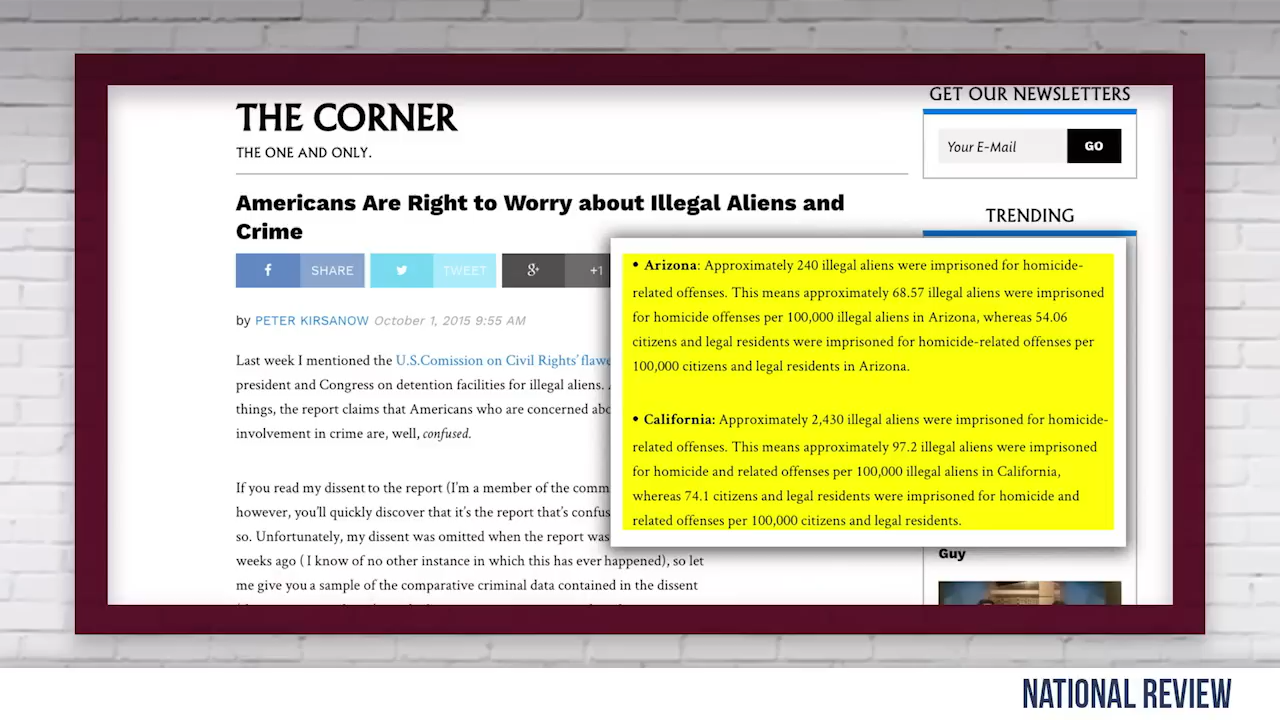 THE CORNER
THE ONE AND ONLY.
Americans Are Right to Worry about Illegal Aliens and
Crime
f SHARE TWEET g+ +1
by PETER KIRSANOW October 1, 2015 9:55 AM
Last week I mentioned the U.S.Comission on Civil Rights'
president and Congress on detention facilities for illegal aliens.
things, the report claims that Americans who are concerned
involvement in crime are, well, confused.
If you read my dissent to the report (I'm a member of the
however, you'll quickly discover that it's the report that's
so. Unfortunately, my dissent was omitted when the report was
weeks ago ( I know of no other instance in which this has ever happened), so let
me give you a sample of the comparative criminal data contained in the dissent
• Arizona: Approximately 240 illegal aliens were imprisoned for homicide-
related offenses. This means approximately 68.57 illegal aliens were imprisoned
for homicide offenses per 100,000 illegal aliens in Arizona, whereas 54.06
citizens and legal residents were imprisoned for homicide-related offenses per
100,000 citizens and legal residents in Arizona.
• California: Approximately 2,430 illegal aliens were imprisoned for homicide-
related offenses. This means approximately 97.2 illegal aliens were imprisoned
for homicide and related offenses per 100,000 illegal aliens in California,
whereas 74.1 citizens and legal residents were imprisoned for homicide and
related offenses per 100,000 citizens and legal residents.
GET OUR NEWSLETTERS
Your E-Mail GO
TRENDING
Guy
NATIONAL REVIEW